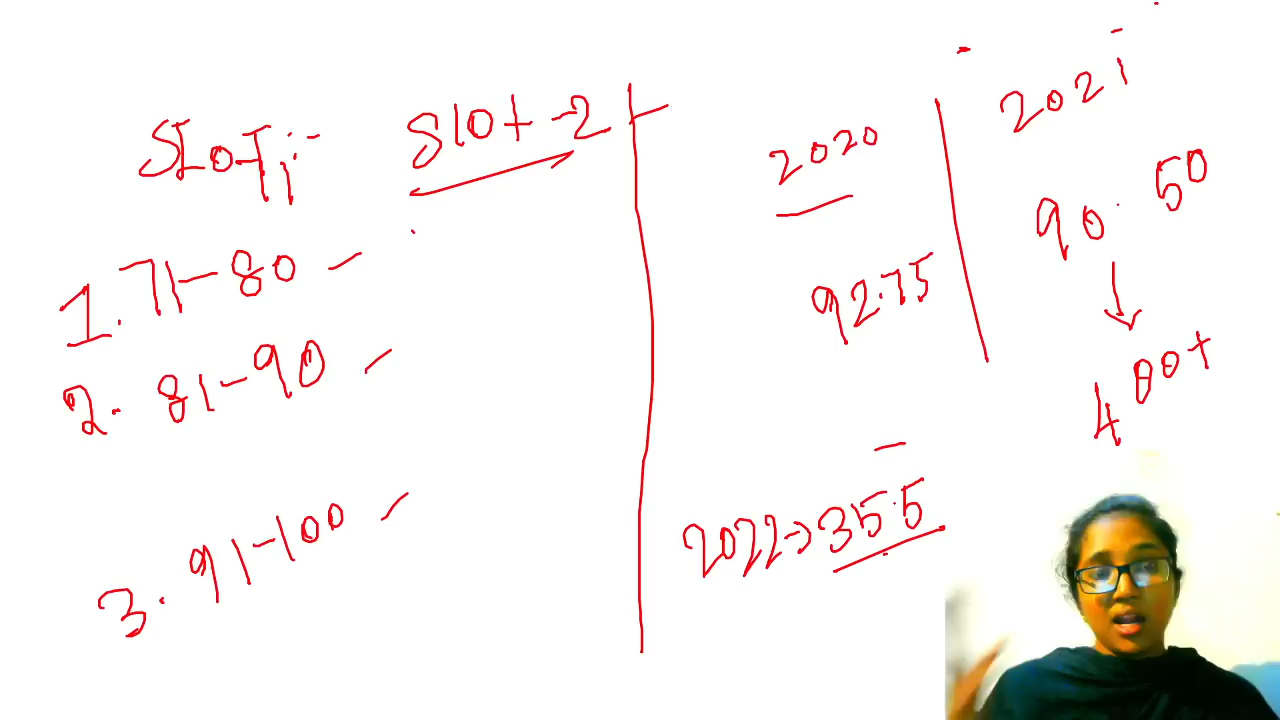 Slot-1
Slot-2
1. 71-80 -
2. 81-90 -
3. 91-100 -
2020
92.75
2022→35.5
2021
90.50
↓
400+